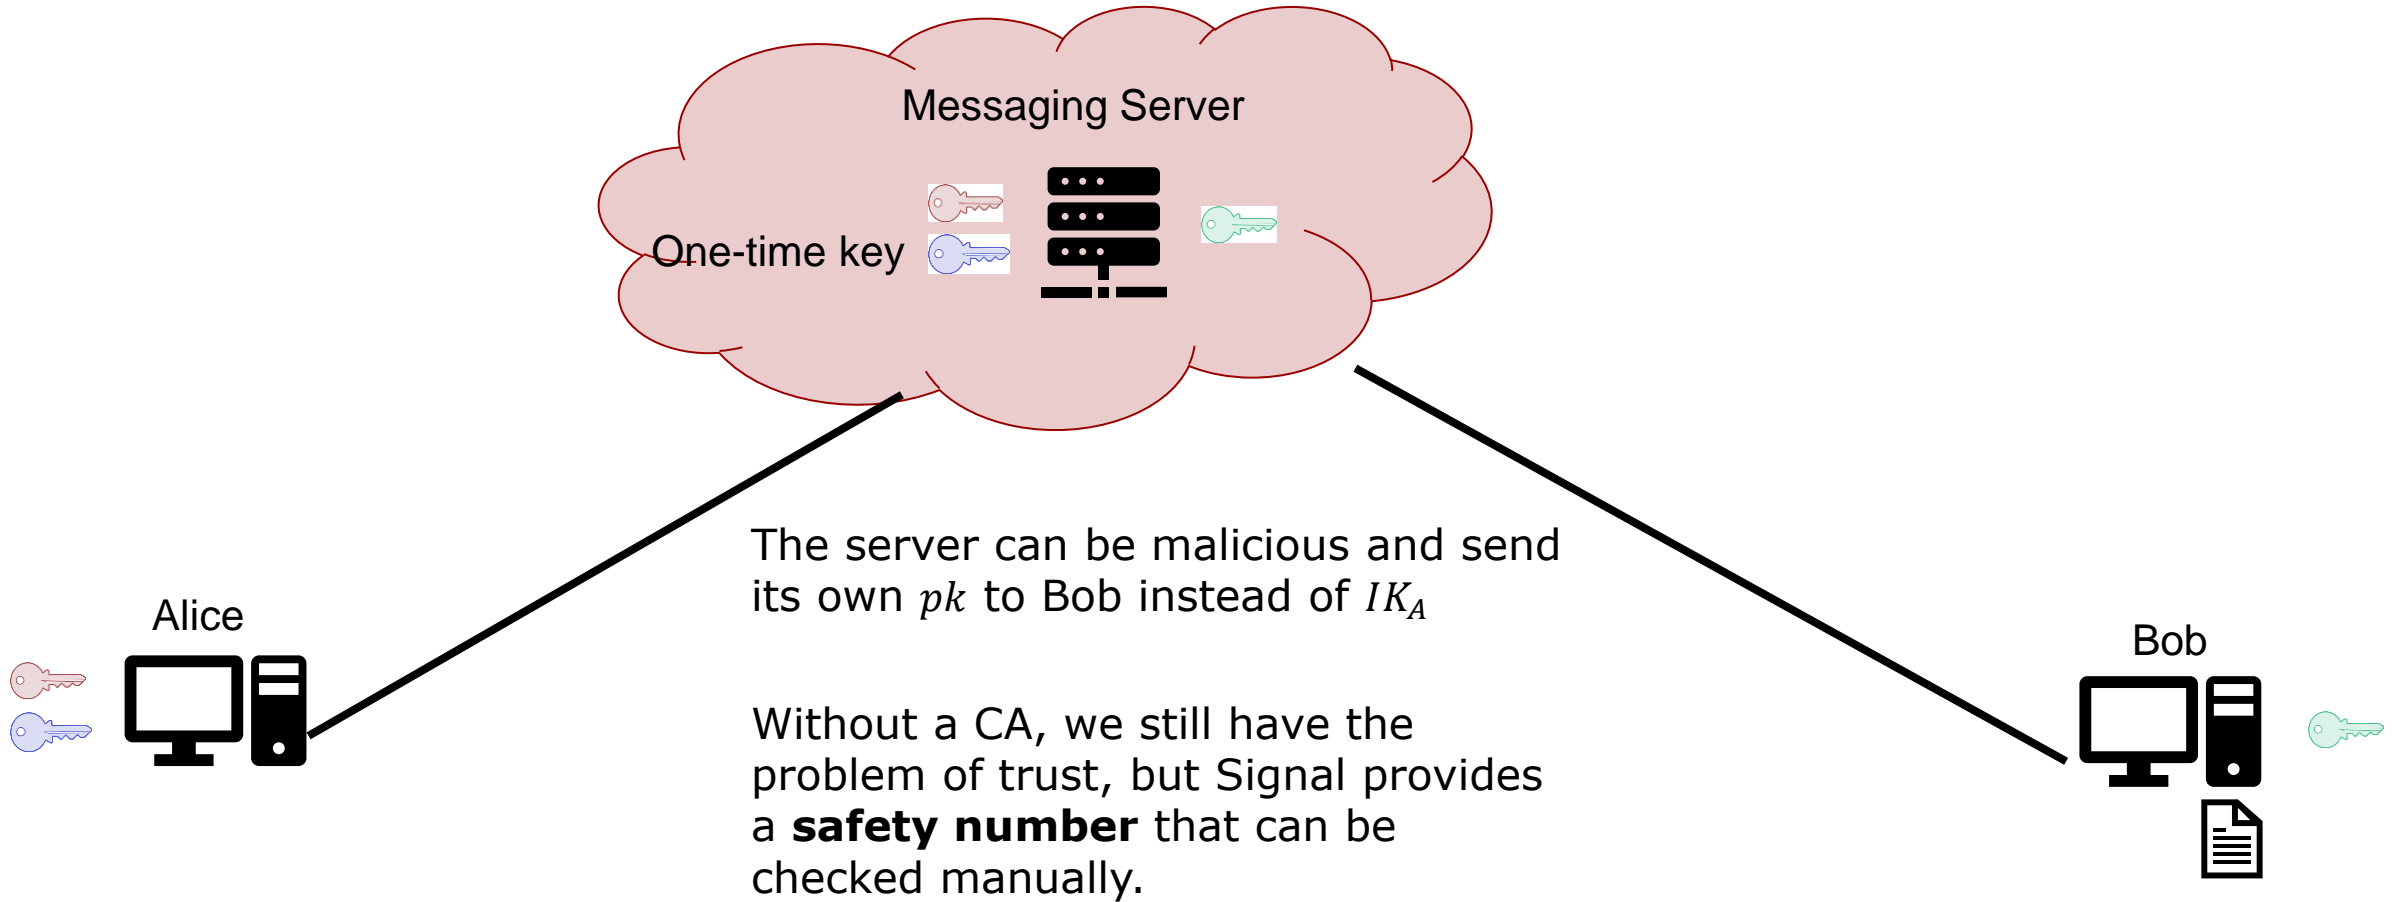 Messaging Server
One-time key
The server can be malicious and send
its own 𝑝𝑘 to Bob instead of 𝐼𝐾_𝐴
Alice
Bob
Without a CA, we still have the
problem of trust, but Signal provides
a safety number that can be
checked manually.